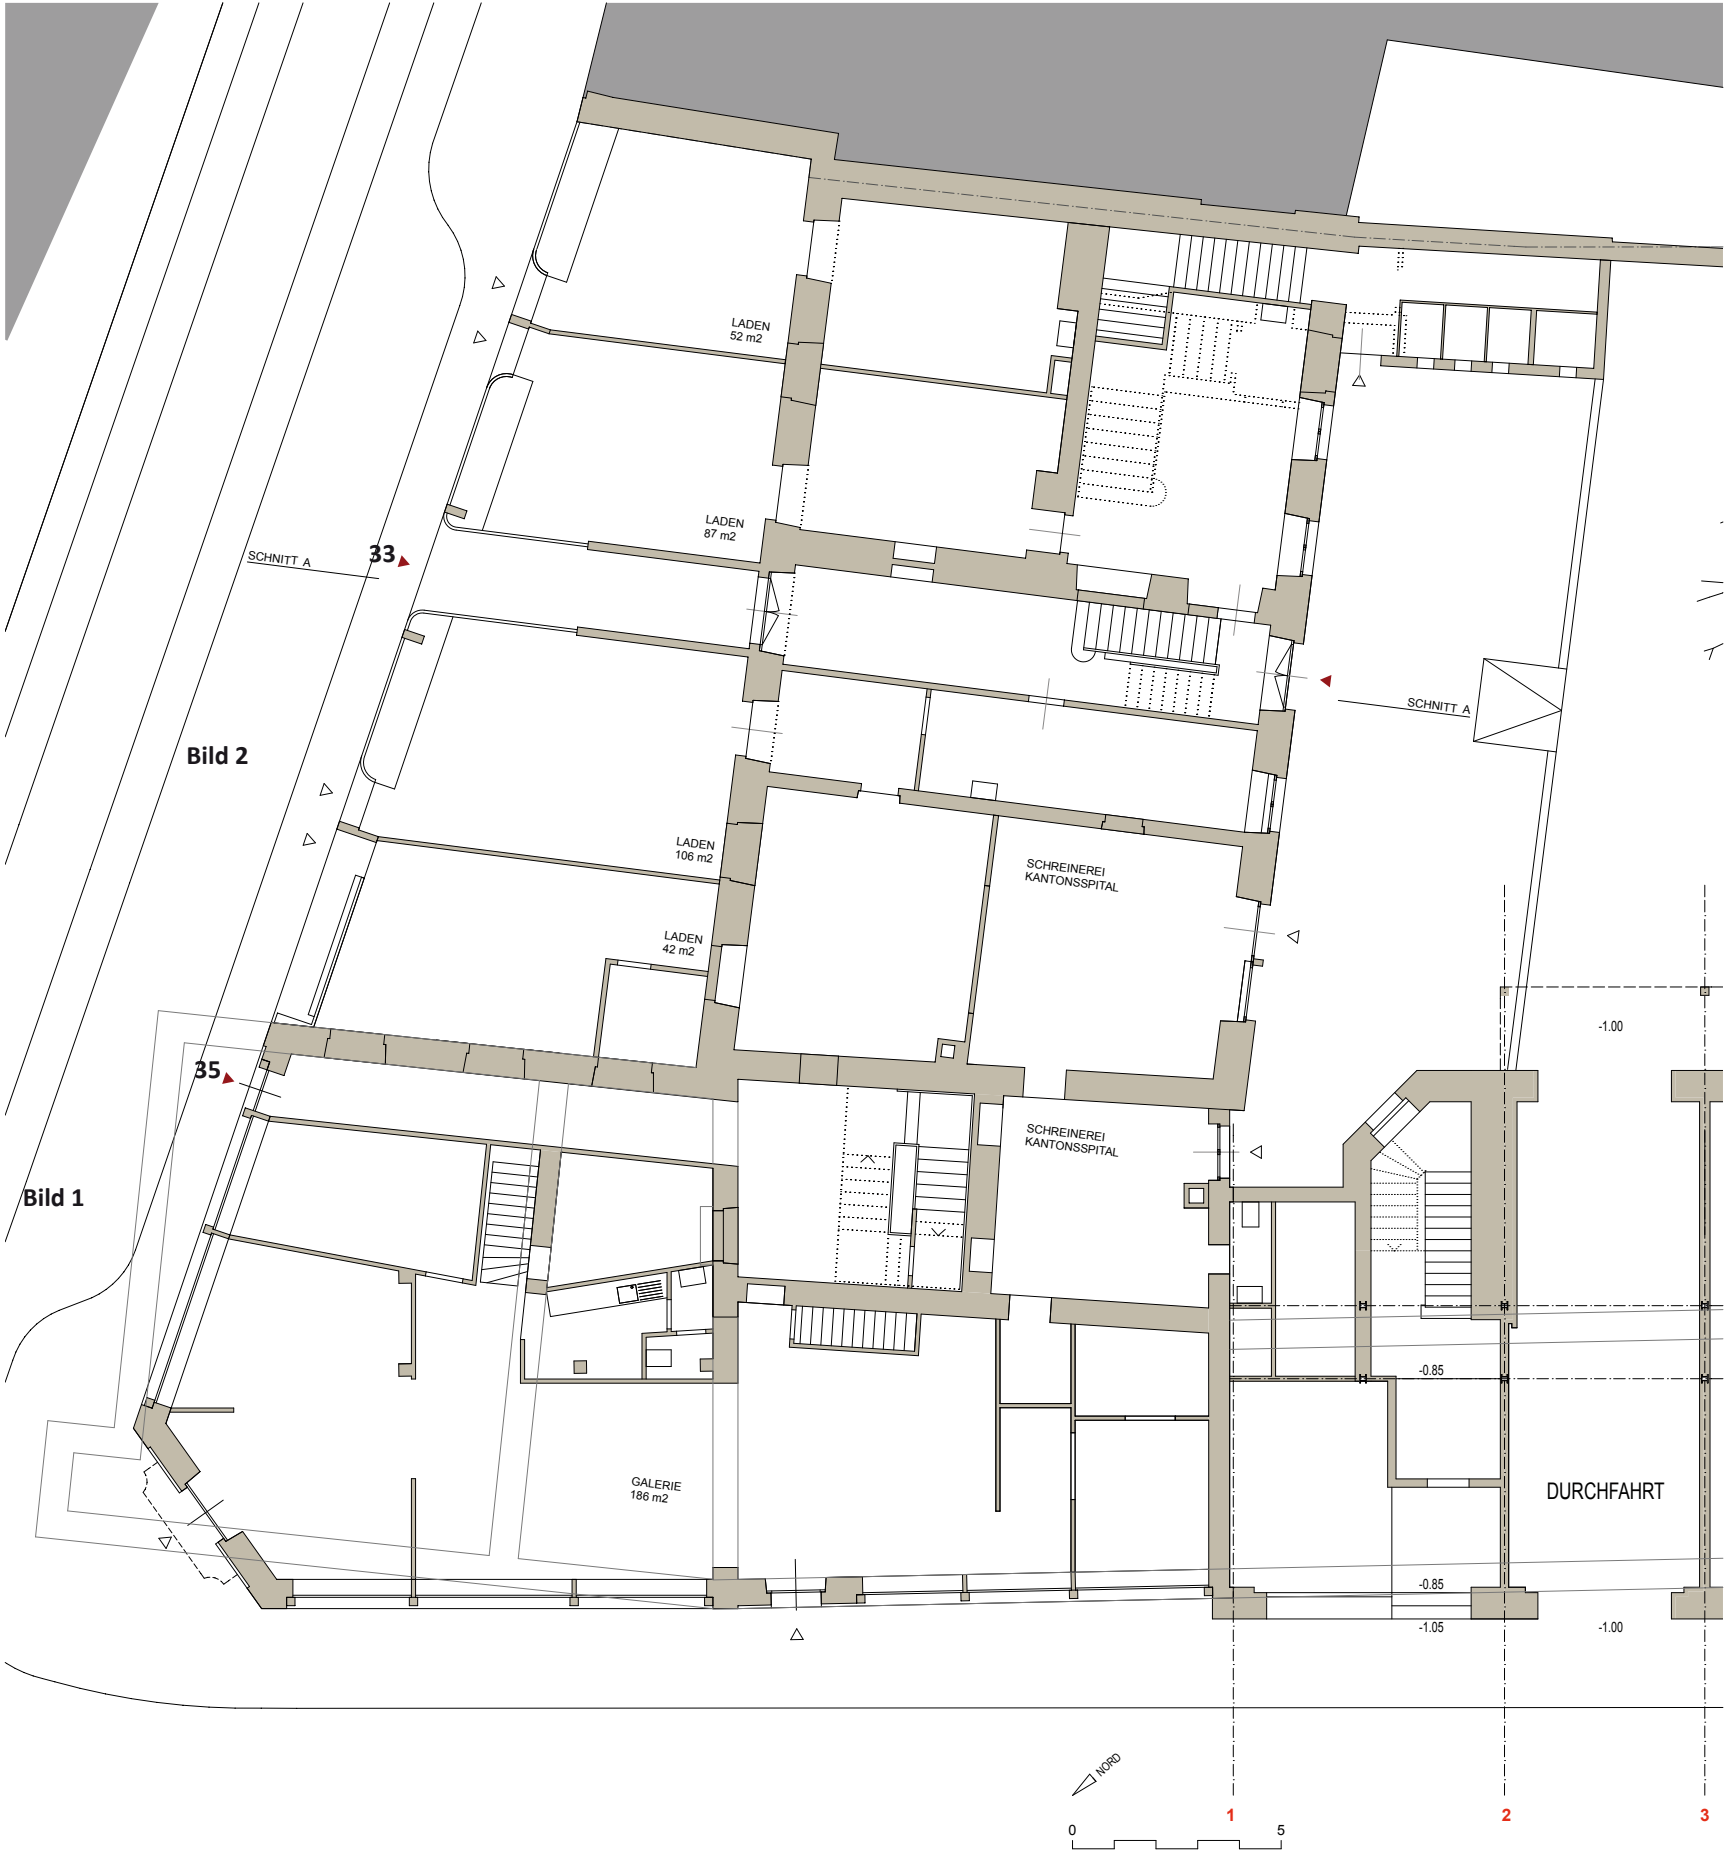 LADEN
52 m2
LADEN
87 m2
SCHNITT A
33
SCHNITT A
Bild 2
LADEN
106 m2
SCHREINEREI
KANTONSSPITAL
LADEN
42 m2
-1.00
35
SCHREINEREI
KANTONSSPITAL
Bild 1
-0.85
GALERIE
186 m2
DURCHFAHRT
-0.85
-1.05
-1.00
NORD
1
2
3
0
5